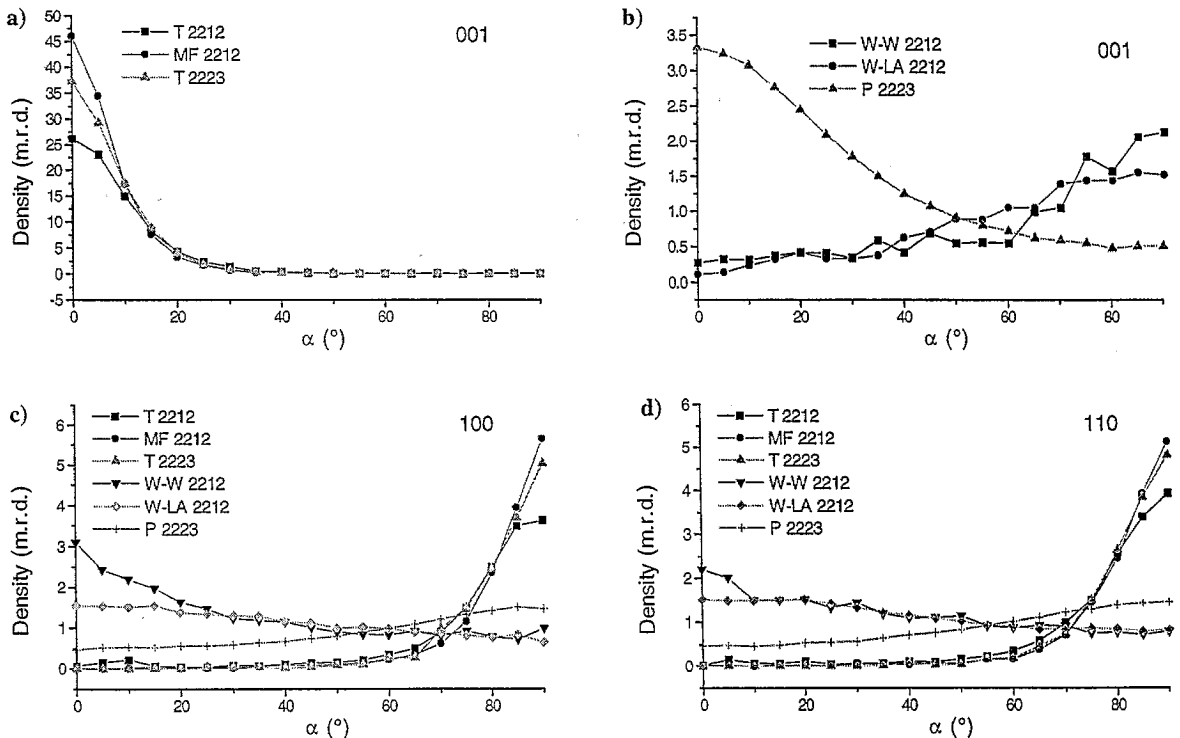 a)
T 2212
MF 2212
T 2223
001
Density (m.r.d.)
50
45
40
35
30
25
20
15
10
5
0
-5
0 20 40 60 80
α (°)
b)
W-W 2212
W-LA 2212
P 2223
001
Density (m.r.d.)
3.5
3.0
2.5
2.0
1.5
1.0
0.5
0.0
0 20 40 60 80
α (°)
c)
T 2212
MF 2212
T 2223
W-W 2212
W-LA 2212
P 2223
100
Density (m.r.d.)
6
5
4
3
2
1
0
0 20 40 60 80
α (°)
d)
T 2212
MF 2212
T 2223
W-W 2212
W-LA 2212
P 2223
110
Density (m.r.d.)
6
5
4
3
2
1
0
0 20 40 60 80
α (°)